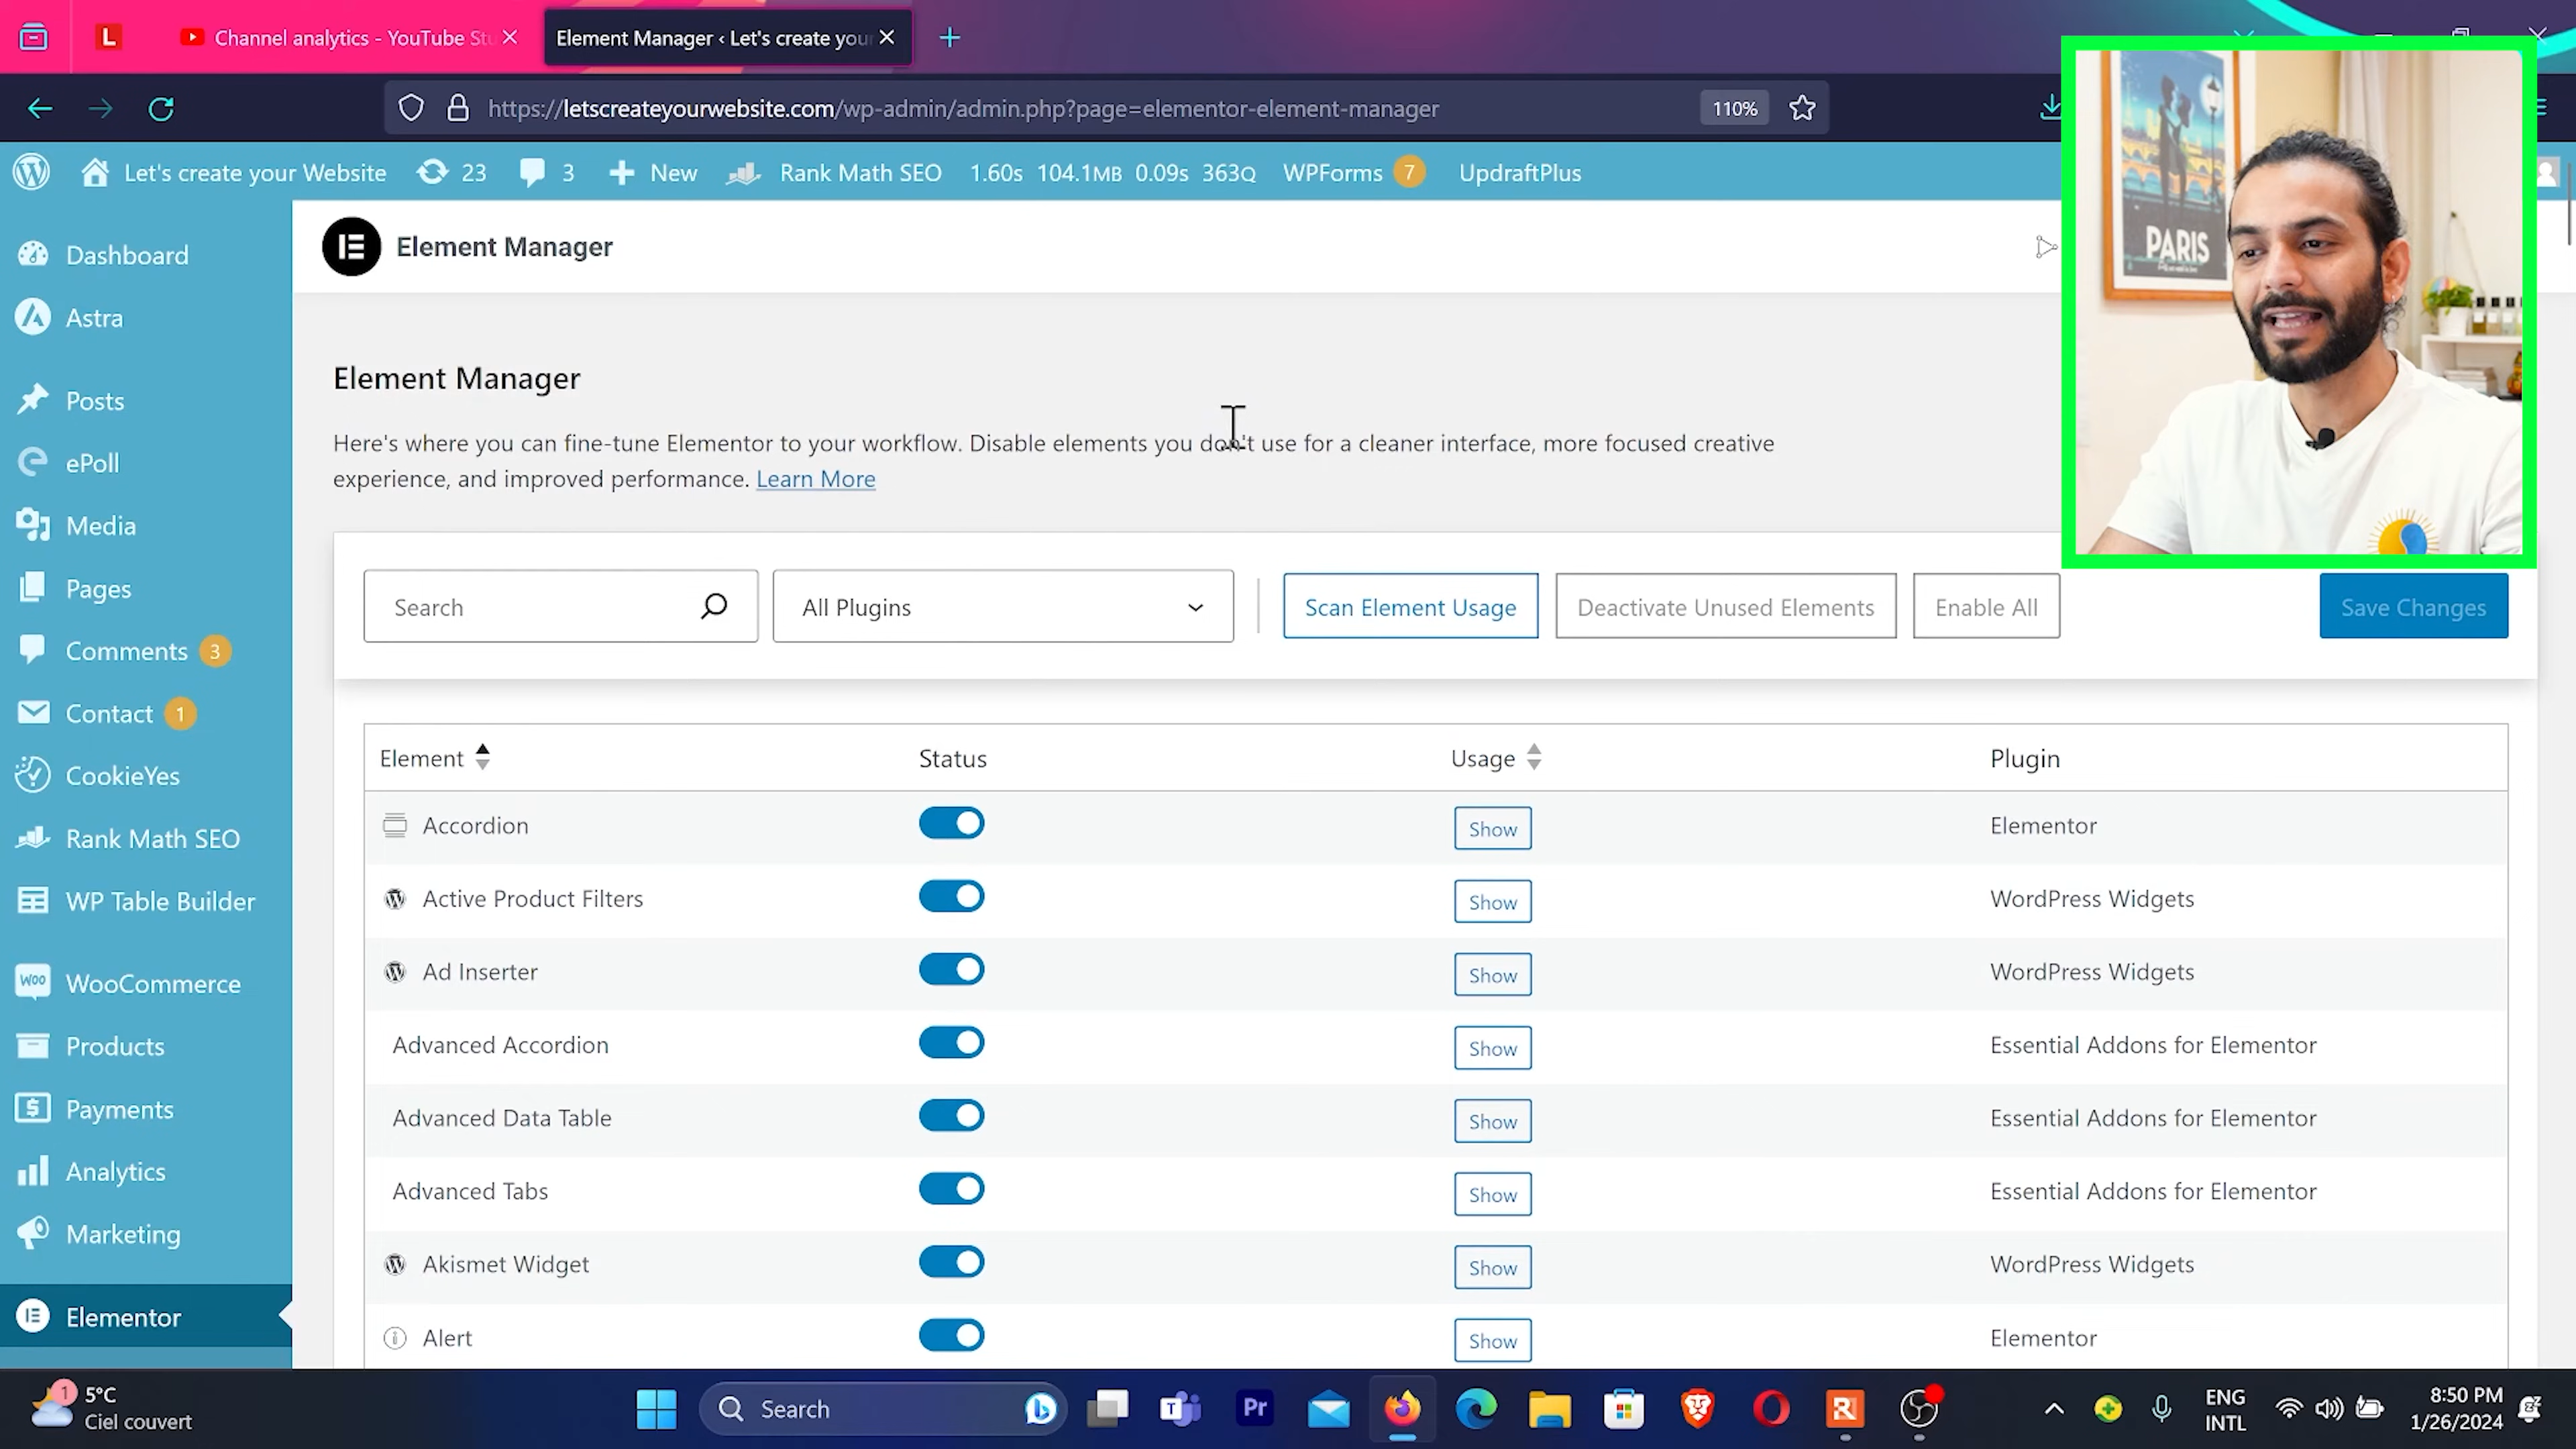 L
Channel analytics - YouTube Stu
Element Manager ‹ Let's create your
https://letscreateyourwebsite.com/wp-admin/admin.php?page=elementor-element-manager
110%
Let's create your Website
23
3
New
Rank Math SEO
1.60s 104.1MB 0.09s 363Q
WPForms 7
UpdraftPlus
Dashboard
Astra
Posts
ePoll
Media
Pages
Comments 3
Contact 1
CookieYes
Rank Math SEO
WP Table Builder
WooCommerce
Products
Payments
Analytics
Marketing
Elementor
Element Manager
PARIS
Element Manager
Here's where you can fine-tune Elementor to your workflow. Disable elements you don't use for a cleaner interface, more focused creative
experience, and improved performance. Learn More
Search
All Plugins
Scan Element Usage
Deactivate Unused Elements
Enable All
Save Changes
Element Status Usage Plugin
Accordion Show Elementor
Active Product Filters Show WordPress Widgets
Ad Inserter Show WordPress Widgets
Advanced Accordion Show Essential Addons for Elementor
Advanced Data Table Show Essential Addons for Elementor
Advanced Tabs Show Essential Addons for Elementor
Akismet Widget Show WordPress Widgets
Alert Show Elementor
1
5°C
Ciel couvert
Search
Pr
ENG
INTL
8:50 PM
1/26/2024